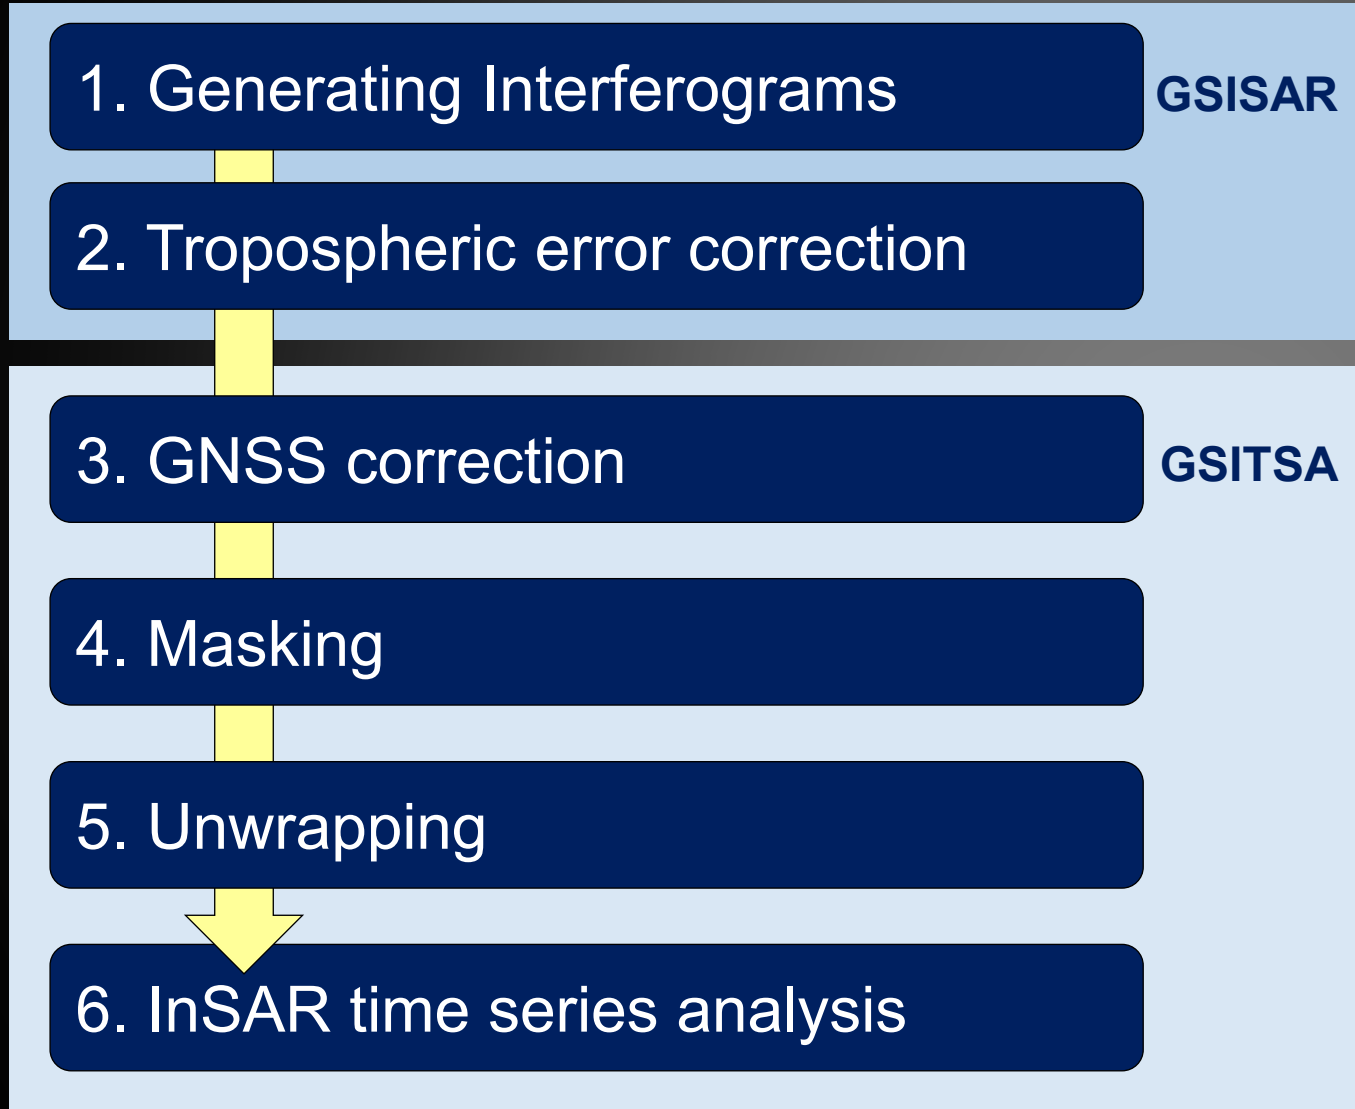 1. Generating Interferograms
GSISAR
2. Tropospheric error correction
3. GNSS correction
GSITSA
4. Masking
5. Unwrapping
6. InSAR time series analysis